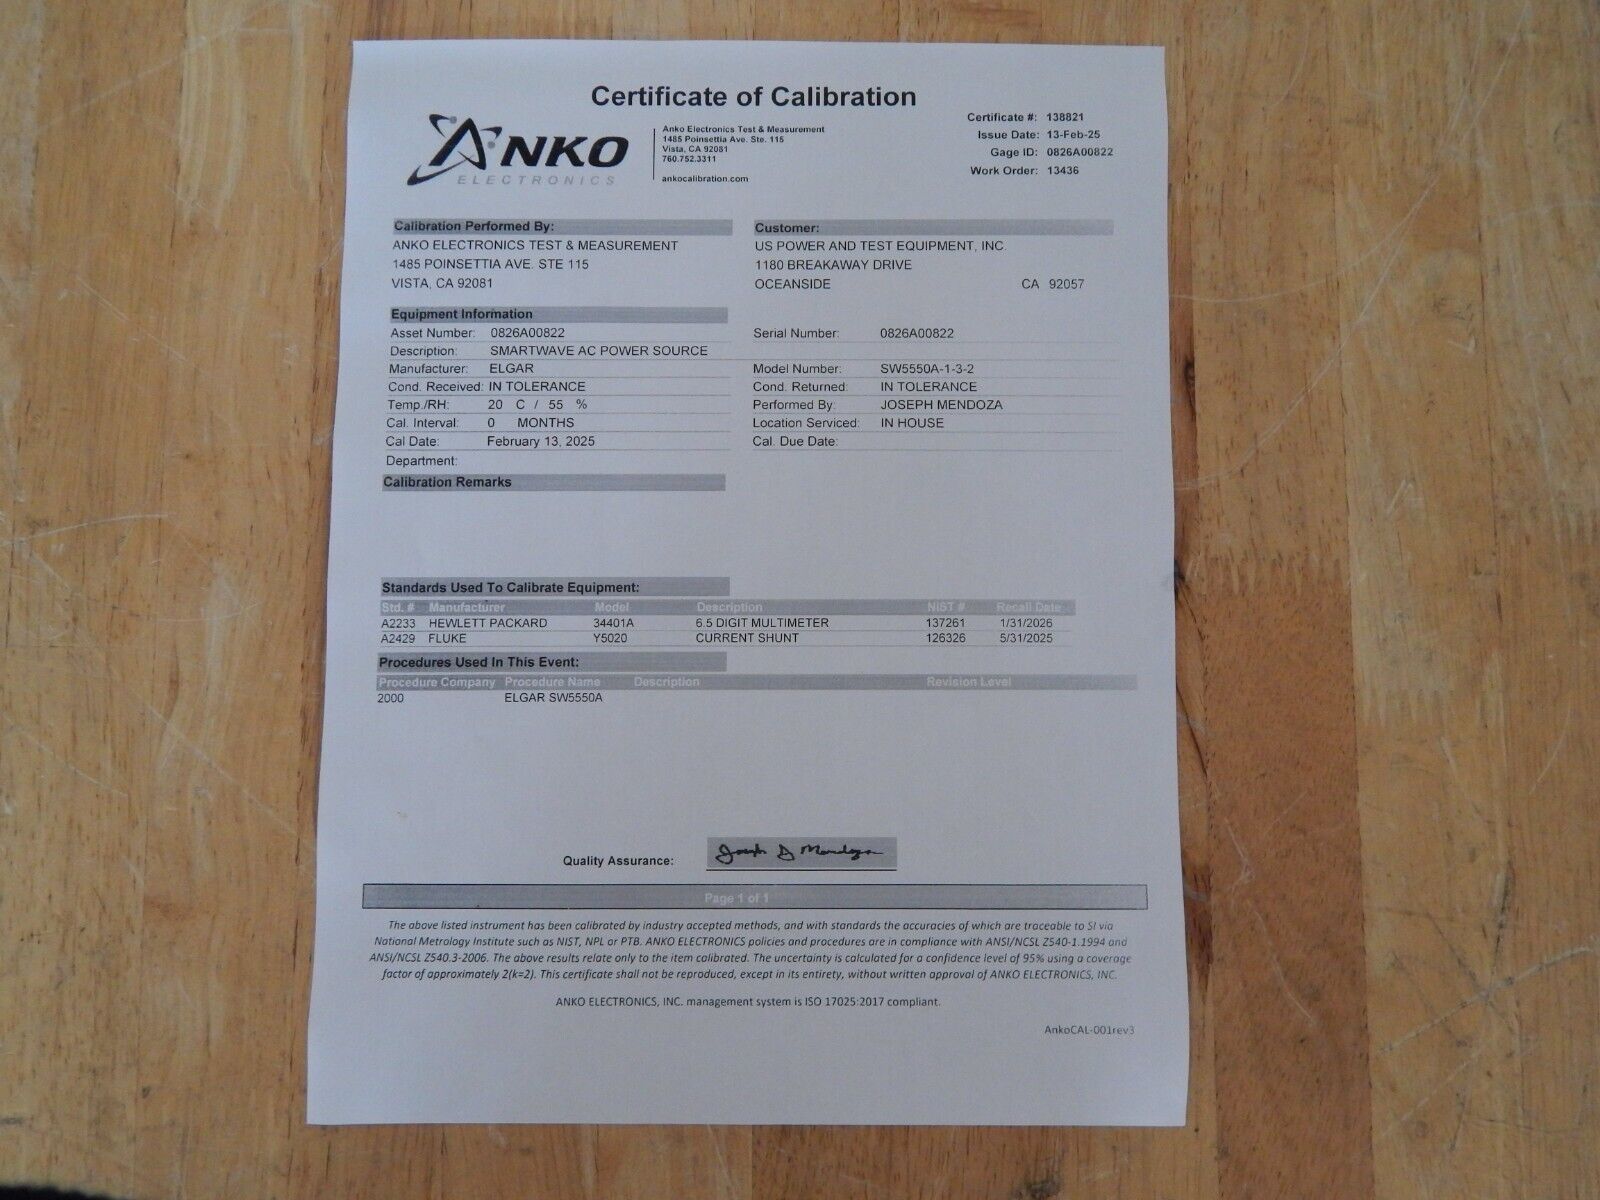 Certificate of Calibration
ANKO
ELECTRONICS
Anko Electronics Test & Measurement
1485 Poinsettia Ave. Ste. 115
Vista, CA 92081
760.752.3311
ankocalibration.com
Certificate #: 138821
Issue Date: 13-Feb-25
Gage ID: 0826A00822
Work Order: 13436
Calibration Performed By:
ANKO ELECTRONICS TEST & MEASUREMENT
1485 POINSETTIA AVE. STE 115
VISTA, CA 92081
Customer:
US POWER AND TEST EQUIPMENT, INC.
1180 BREAKAWAY DRIVE
OCEANSIDE CA 92057
Equipment Information
Asset Number: 0826A00822 Serial Number: 0826A00822
Description: SMARTWAVE AC POWER SOURCE
Manufacturer: ELGAR Model Number: SW5550A-1-3-2
Cond. Received: IN TOLERANCE Cond. Returned: IN TOLERANCE
Temp./RH: 20 C / 55 % Performed By: JOSEPH MENDOZA
Cal. Interval: 0 MONTHS Location Serviced: IN HOUSE
Cal Date: February 13, 2025 Cal. Due Date:
Department:
Calibration Remarks
Standards Used To Calibrate Equipment:
Std. # Manufacturer Model Description NIST # Recall Date
A2233 HEWLETT PACKARD 34401A 6.5 DIGIT MULTIMETER 137261 1/31/2026
A2429 FLUKE Y5020 CURRENT SHUNT 126326 5/31/2025
Procedures Used In This Event:
Procedure Company Procedure Name Description Revision Level
2000 ELGAR SW5550A
Quality Assurance: Joseph D Mendoza
Page 1 of 1
The above listed instrument has been calibrated by industry accepted methods, and with standards the accuracies of which are traceable to SI via
National Metrology Institute such as NIST, NPL or PTB. ANKO ELECTRONICS policies and procedures are in compliance with ANSI/NCSL Z540-1.1994 and
ANSI/NCSL Z540.3-2006. The above results relate only to the item calibrated. The uncertainty is calculated for a confidence level of 95% using a coverage
factor of approximately 2(k=2). This certificate shall not be reproduced, except in its entirety, without written approval of ANKO ELECTRONICS, INC.
ANKO ELECTRONICS, INC. management system is ISO 17025:2017 compliant.
AnkoCAL-001rev3